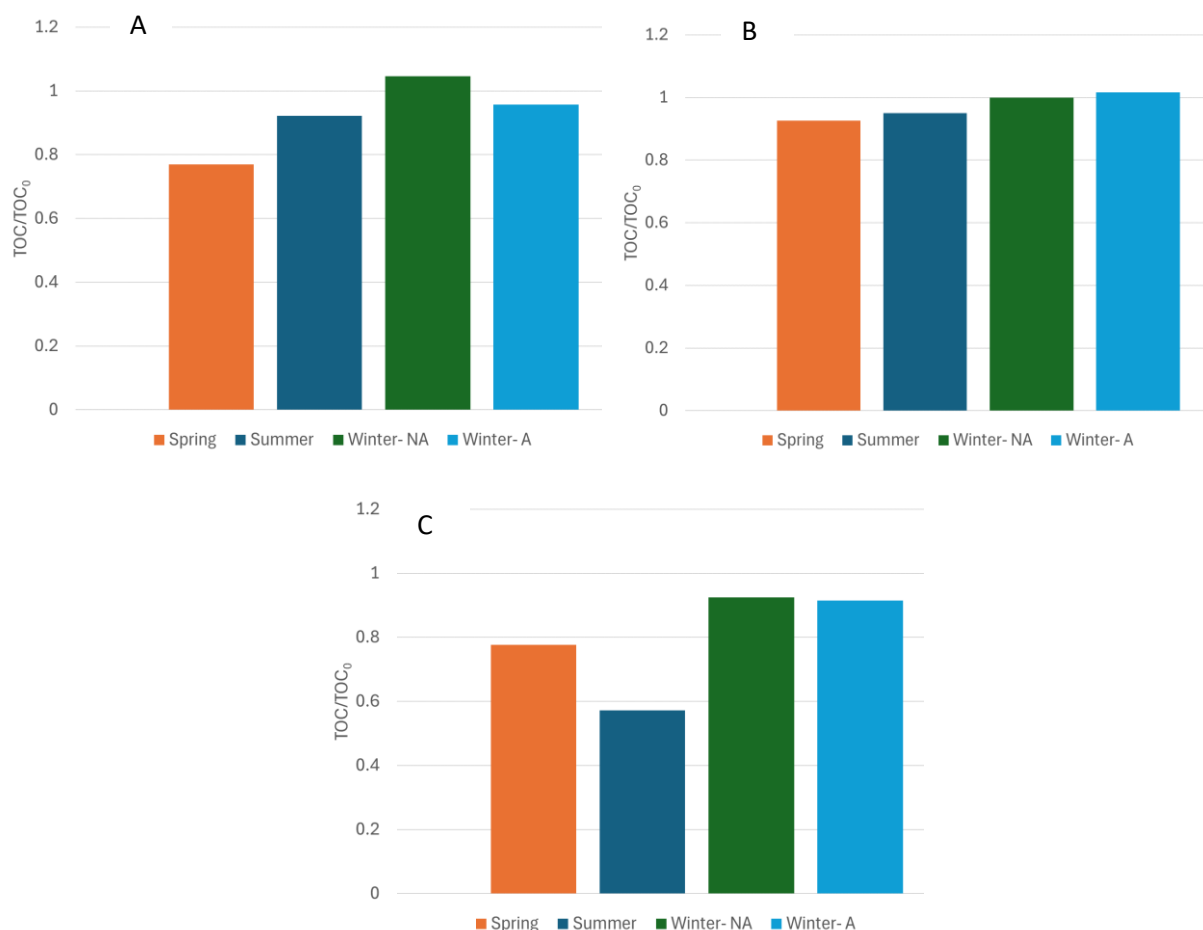 A
1.2
1
0.8
0.6
0.4
0.2
0
TOC/TOC₀
Spring Summer Winter- NA Winter- A
B
1.2
1
0.8
0.6
0.4
0.2
0
TOC/TOC₀
Spring Summer Winter- NA Winter- A
C
1.2
1
0.8
0.6
0.4
0.2
0
TOC/TOC₀
Spring Summer Winter- NA Winter- A